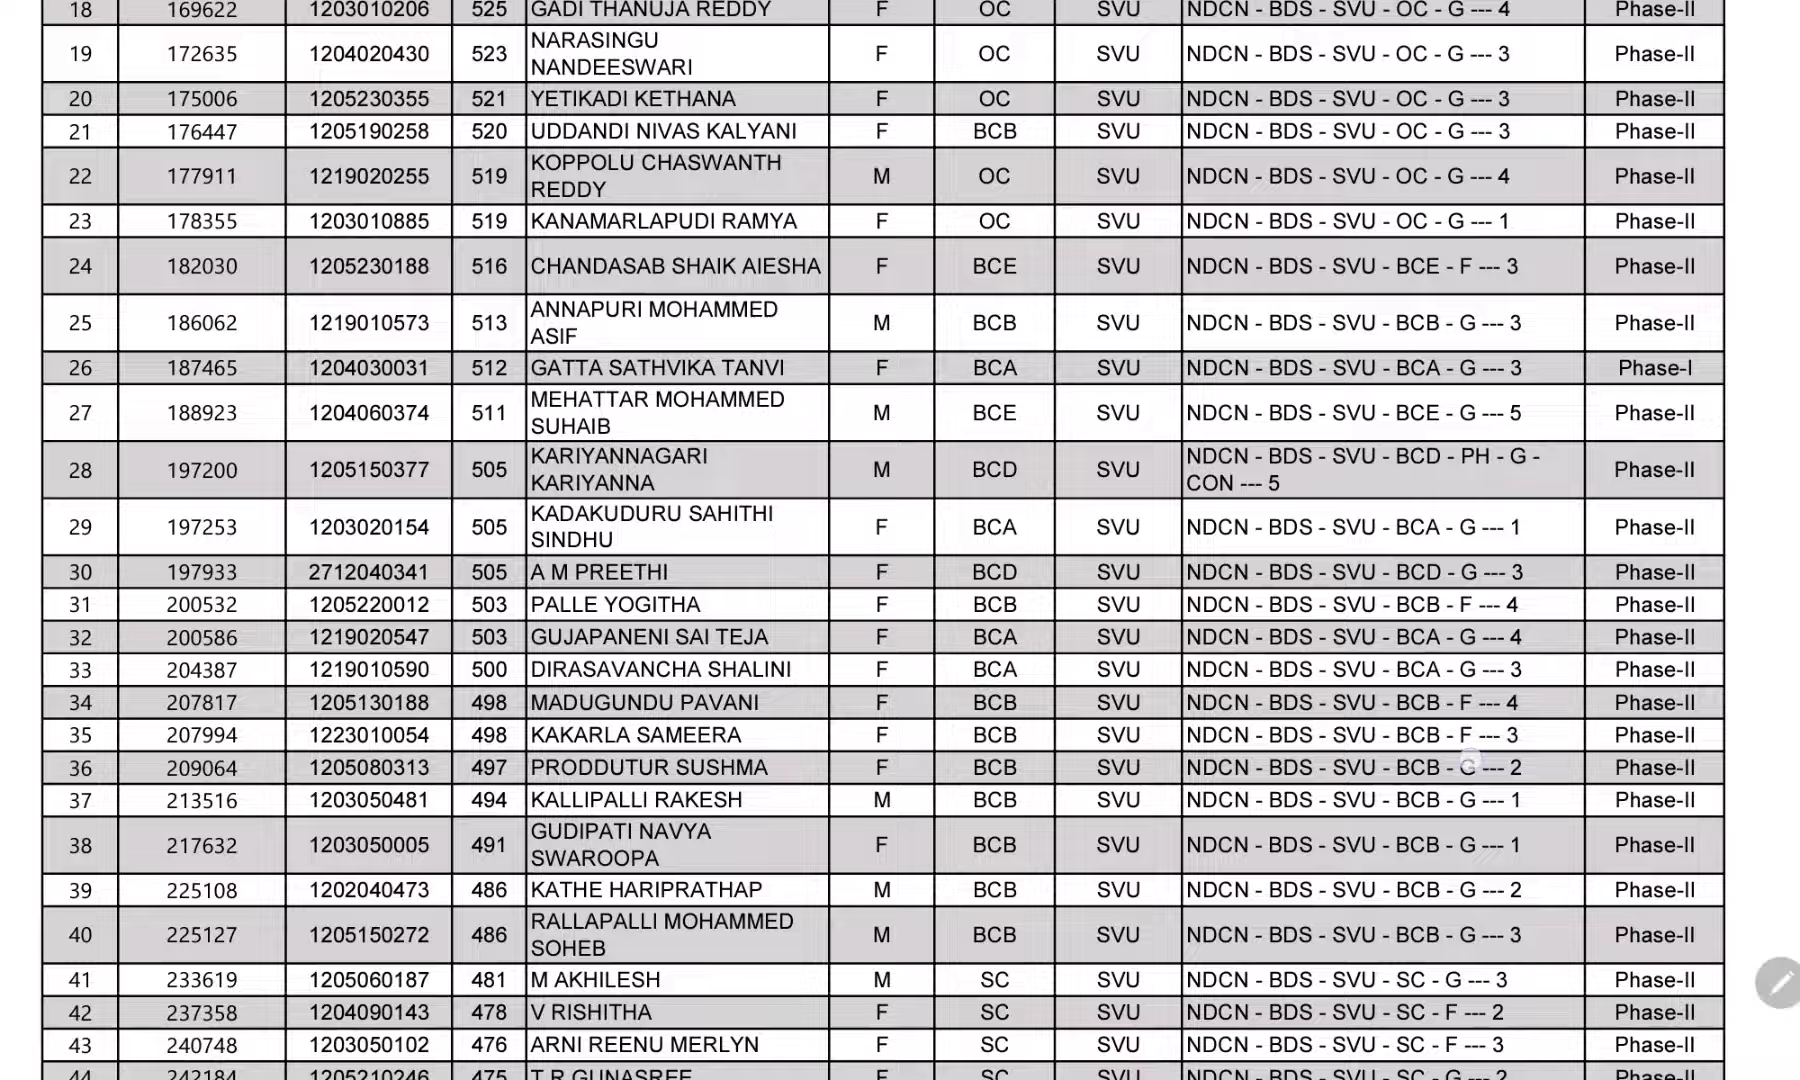 18 169622 1203010206 525 GADI THANUJA REDDY F OC SVU NDCN - BDS - SVU - OC - G --- 4 Phase-II
19 172635 1204020430 523 NARASINGU NANDEESWARI F OC SVU NDCN - BDS - SVU - OC - G --- 3 Phase-II
20 175006 1205230355 521 YETIKADI KETHANA F OC SVU NDCN - BDS - SVU - OC - G --- 3 Phase-II
21 176447 1205190258 520 UDDANDI NIVAS KALYANI F BCB SVU NDCN - BDS - SVU - OC - G --- 3 Phase-II
22 177911 1219020255 519 KOPPOLU CHASWANTH REDDY M OC SVU NDCN - BDS - SVU - OC - G --- 4 Phase-II
23 178355 1203010885 519 KANAMARLAPUDI RAMYA F OC SVU NDCN - BDS - SVU - OC - G --- 1 Phase-II
24 182030 1205230188 516 CHANDASAB SHAIK AIESHA F BCE SVU NDCN - BDS - SVU - BCE - F --- 3 Phase-II
25 186062 1219010573 513 ANNAPURI MOHAMMED ASIF M BCB SVU NDCN - BDS - SVU - BCB - G --- 3 Phase-II
26 187465 1204030031 512 GATTA SATHVIKA TANVI F BCA SVU NDCN - BDS - SVU - BCA - G --- 3 Phase-I
27 188923 1204060374 511 MEHATTAR MOHAMMED SUHAIB M BCE SVU NDCN - BDS - SVU - BCE - G --- 5 Phase-II
28 197200 1205150377 505 KARIYANNAGARI KARIYANNA M BCD SVU NDCN - BDS - SVU - BCD - PH - G - CON --- 5 Phase-II
29 197253 1203020154 505 KADAKUDURU SAHITHI SINDHU F BCA SVU NDCN - BDS - SVU - BCA - G --- 1 Phase-II
30 197933 2712040341 505 A M PREETHI F BCD SVU NDCN - BDS - SVU - BCD - G --- 3 Phase-II
31 200532 1205220012 503 PALLE YOGITHA F BCB SVU NDCN - BDS - SVU - BCB - F --- 4 Phase-II
32 200586 1219020547 503 GUJAPANENI SAI TEJA F BCA SVU NDCN - BDS - SVU - BCA - G --- 4 Phase-II
33 204387 1219010590 500 DIRASAVANCHA SHALINI F BCA SVU NDCN - BDS - SVU - BCA - G --- 3 Phase-II
34 207817 1205130188 498 MADUGUNDU PAVANI F BCB SVU NDCN - BDS - SVU - BCB - F --- 4 Phase-II
35 207994 1223010054 498 KAKARLA SAMEERA F BCB SVU NDCN - BDS - SVU - BCB - F --- 3 Phase-II
36 209064 1205080313 497 PRODDUTUR SUSHMA F BCB SVU NDCN - BDS - SVU - BCB - G --- 2 Phase-II
37 213516 1203050481 494 KALLIPALLI RAKESH M BCB SVU NDCN - BDS - SVU - BCB - G --- 1 Phase-II
38 217632 1203050005 491 GUDIPATI NAVYA SWAROOPA F BCB SVU NDCN - BDS - SVU - BCB - G --- 1 Phase-II
39 225108 1202040473 486 KATHE HARIPRATHAP M BCB SVU NDCN - BDS - SVU - BCB - G --- 2 Phase-II
40 225127 1205150272 486 RALLAPALLI MOHAMMED SOHEB M BCB SVU NDCN - BDS - SVU - BCB - G --- 3 Phase-II
41 233619 1205060187 481 M AKHILESH M SC SVU NDCN - BDS - SVU - SC - G --- 3 Phase-II
42 237358 1204090143 478 V RISHITHA F SC SVU NDCN - BDS - SVU - SC - F --- 2 Phase-II
43 240748 1203050102 476 ARNI REENU MERLYN F SC SVU NDCN - BDS - SVU - SC - F --- 3 Phase-II
44 242184 1205210246 475 T R GUNASREE F SC SVU NDCN - BDS - SVU - SC - G --- 2 Phase-II